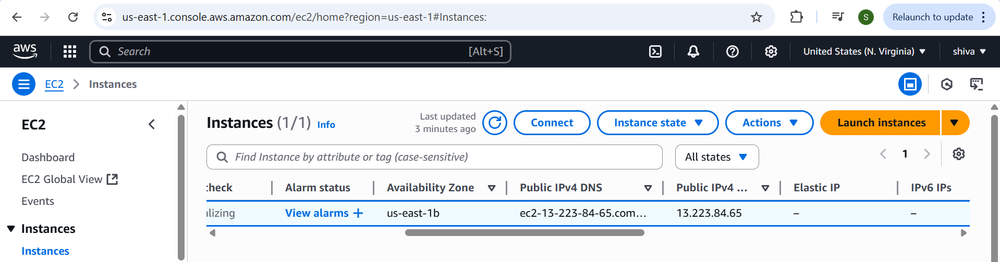 us-east-1.console.aws.amazon.com/ec2/home?region=us-east-1#Instances:
S
Relaunch to update
aws
Search
[Alt+S]
United States (N. Virginia)
shiva
EC2
Instances
EC2
Dashboard
EC2 Global View
Events
Instances
Instances
Instances (1/1) Info
Last updated
3 minutes ago
Connect
Instance state
Actions
Launch instances
Find Instance by attribute or tag (case-sensitive)
All states
1
check Alarm status Availability Zone Public IPv4 DNS Public IPv4 ... Elastic IP IPv6 IPs
alizing View alarms + us-east-1b ec2-13-223-84-65.com... 13.223.84.65 – –